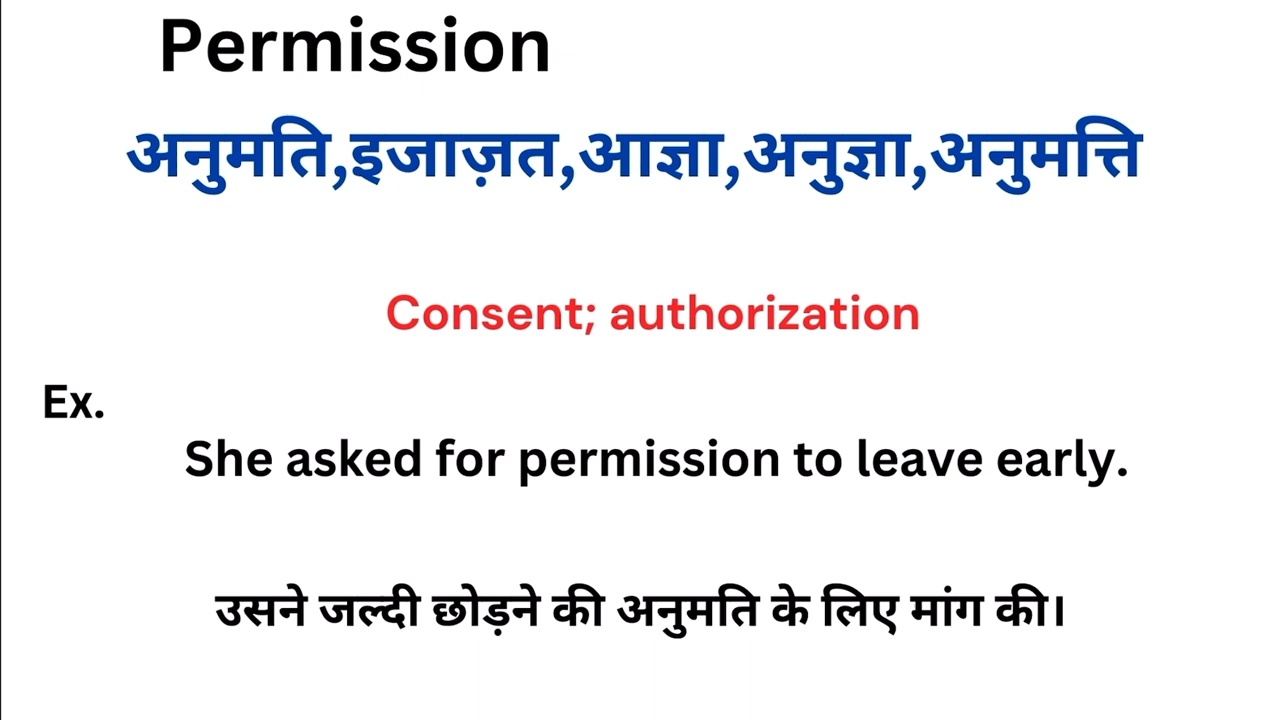 Permission
अनुमति,इजाज़त,आज्ञा,अनुज्ञा,अनुमत्ति
Consent; authorization
Ex.
She asked for permission to leave early.
उसने जल्दी छोड़ने की अनुमति के लिए मांग की।